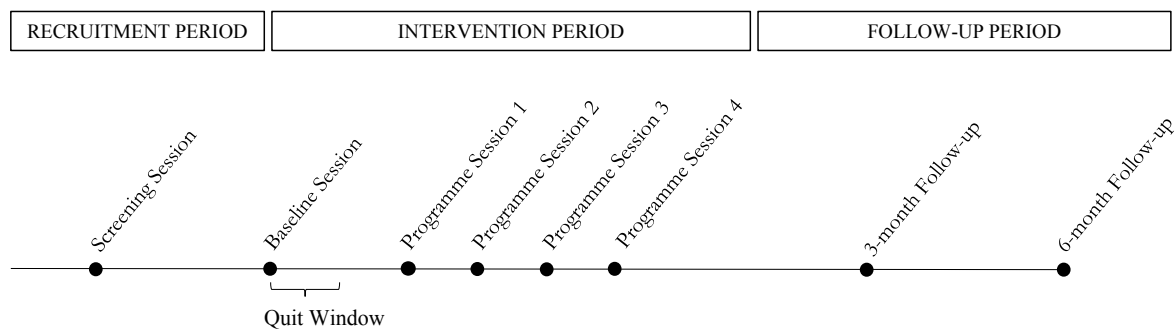 RECRUITMENT PERIOD
INTERVENTION PERIOD
FOLLOW-UP PERIOD
Screening Session
Baseline Session
Programme Session 1
Programme Session 2
Programme Session 3
Programme Session 4
3-month Follow-up
6-month Follow-up
Quit Window